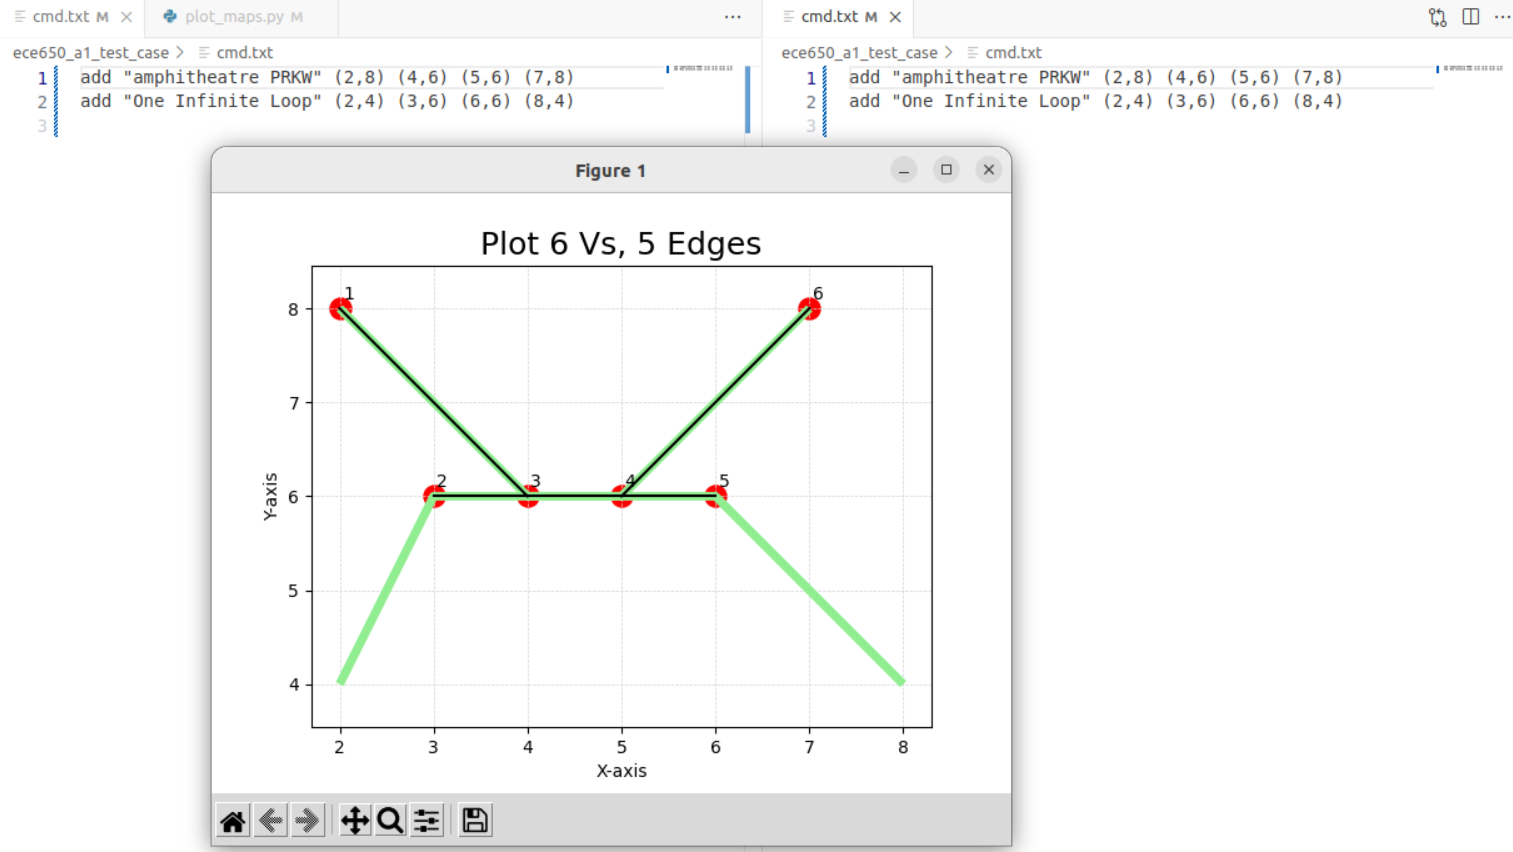 cmd.txt M
plot_maps.py M
cmd.txt M
ece650_a1_test_case > cmd.txt
ece650_a1_test_case > cmd.txt
1 add "amphitheatre PRKW" (2,8) (4,6) (5,6) (7,8)
2 add "One Infinite Loop" (2,4) (3,6) (6,6) (8,4)
3
1 add "amphitheatre PRKW" (2,8) (4,6) (5,6) (7,8)
2 add "One Infinite Loop" (2,4) (3,6) (6,6) (8,4)
3
Figure 1
Plot 6 Vs, 5 Edges
1
6
8
7
2
3
4
5
6
5
4
Y-axis
2 3 4 5 6 7 8
X-axis